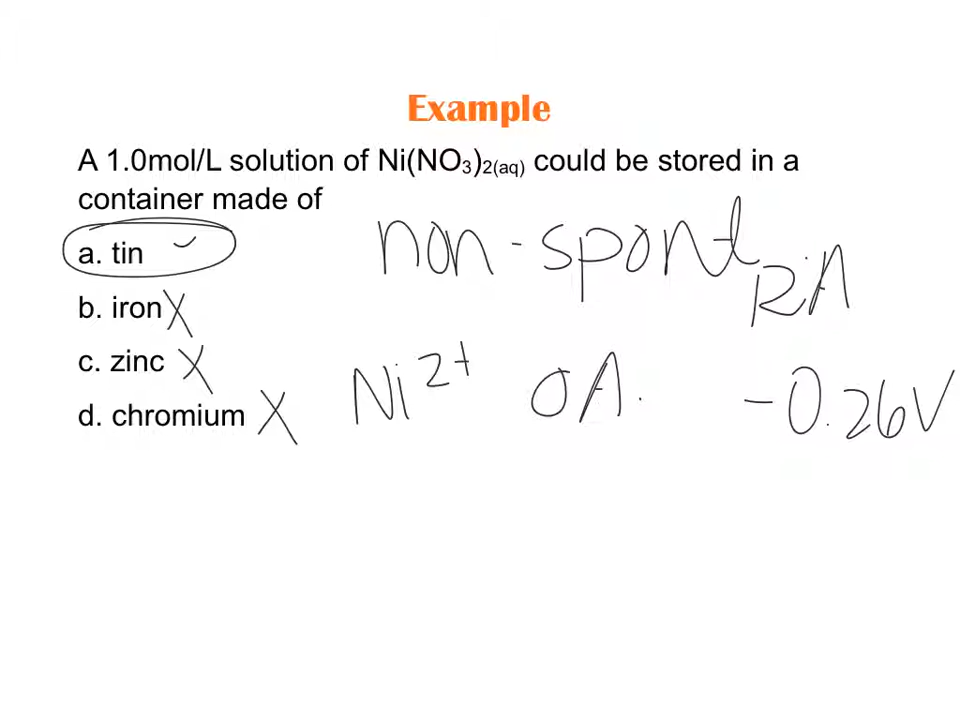 Example
A 1.0mol/L solution of Ni(NO3)2(aq) could be stored in a
container made of
a. tin
b. iron X
c. zinc X
d. chromium X
non-spont
RA
Ni2+ OA. -0.26V